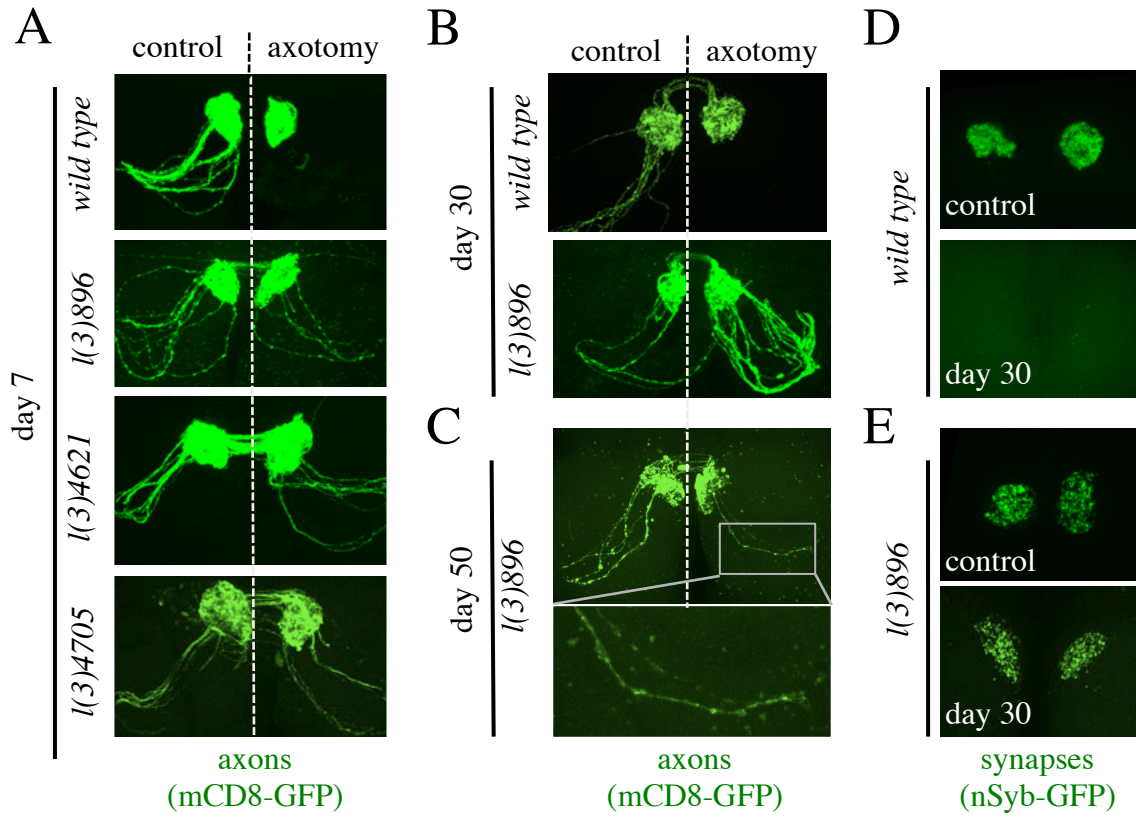 A
control
axotomy
day 7
wild type
l(3)896
l(3)4621
l(3)4705
axons
(mCD8-GFP)
B
control
axotomy
day 30
wild type
l(3)896
C
day 50
l(3)896
axons
(mCD8-GFP)
D
wild type
control
day 30
E
l(3)896
control
day 30
synapses
(nSyb-GFP)